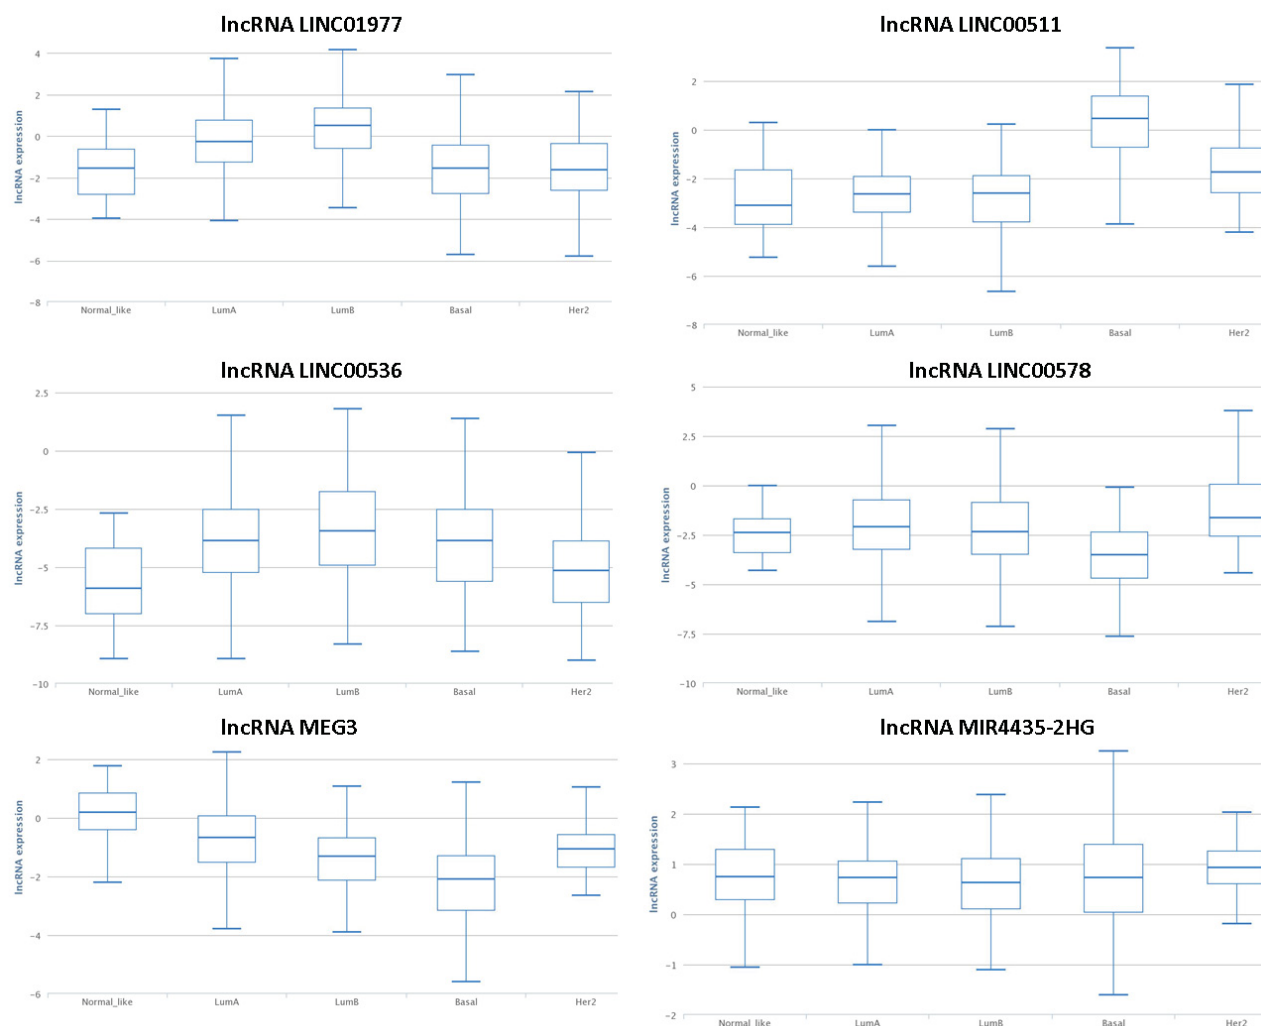 lncRNA LINC01977
lncRNA expression
4
2
0
−2
−4
−6
−8
Normal_like LumA LumB Basal Her2
lncRNA LINC00511
lncRNA expression
2
0
−2
−4
−6
−8
Normal_like LumA LumB Basal Her2
lncRNA LINC00536
lncRNA expression
2.5
0
−2.5
−5
−7.5
−10
Normal_like LumA LumB Basal Her2
lncRNA LINC00578
lncRNA expression
5
2.5
0
−2.5
−5
−7.5
−10
Normal_like LumA LumB Basal Her2
lncRNA MEG3
lncRNA expression
2
0
−2
−4
−6
Normal_like LumA LumB Basal Her2
lncRNA MIR4435-2HG
lncRNA expression
3
2
1
0
−1
−2
Normal_like LumA LumB Basal Her2